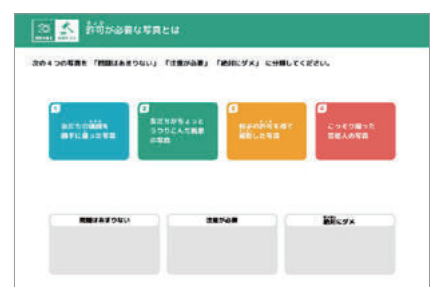 許可が必要な写真とは
次の4つの写真を「問題はあまりない」「注意が必要」「絶対にダメ」に分類してください。
1
友だちの横顔を
勝手に撮った写真
2
友だちがちょっと
うつりこんだ風景
の写真
3
相手の許可を得て
撮影した写真
4
こっそり撮った
芸能人の写真
問題はあまりない
注意が必要
絶対にダメ